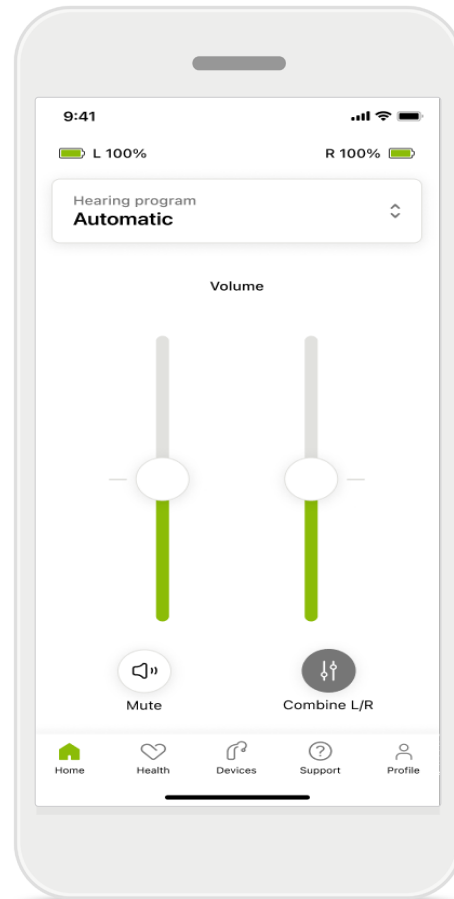 9:41
L 100% R 100%
Hearing program
Automatic
Volume
Mute Combine L/R
Home Health Devices Support Profile